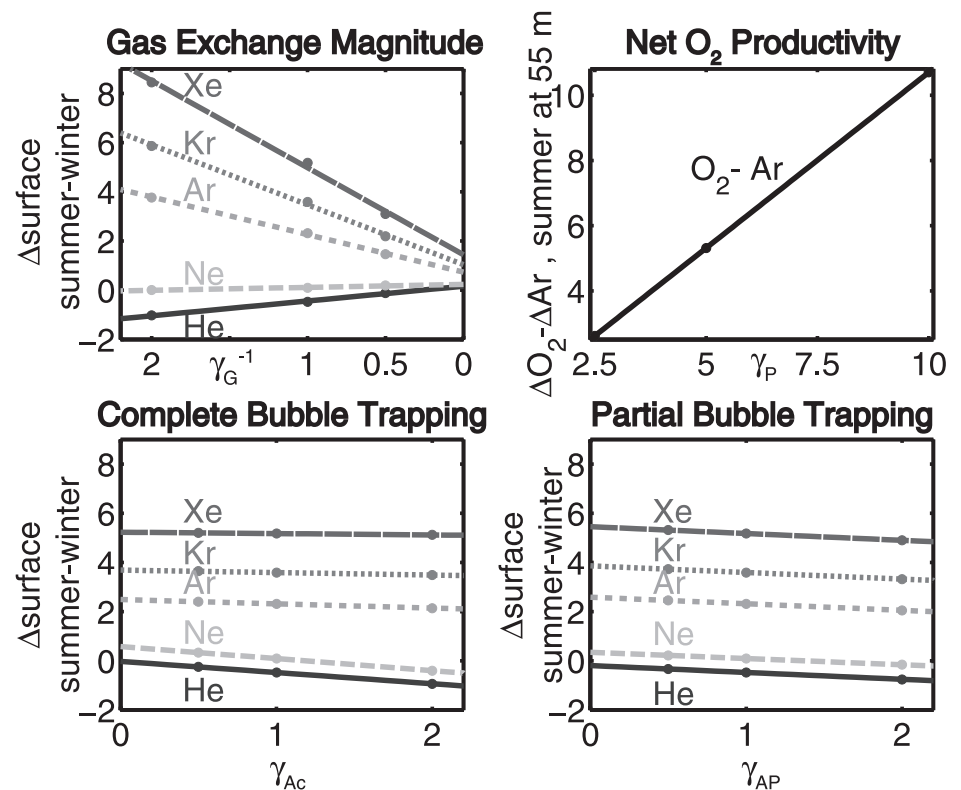 Gas Exchange Magnitude
Δsurface
summer-winter
8
6
4
2
0
−2
Xe
Kr
Ar
Ne
He
2
1
0.5
0
γG⁻¹
Net O₂ Productivity
ΔO₂-ΔAr , summer at 55 m
10
8
6
4
O₂- Ar
2.5
5
γP
7.5
10
Complete Bubble Trapping
Δsurface
summer-winter
8
6
4
2
0
−2
Xe
Kr
Ar
Ne
He
0
1
2
γAc
Partial Bubble Trapping
Δsurface
summer-winter
8
6
4
2
0
−2
Xe
Kr
Ar
Ne
He
0
1
2
γAP